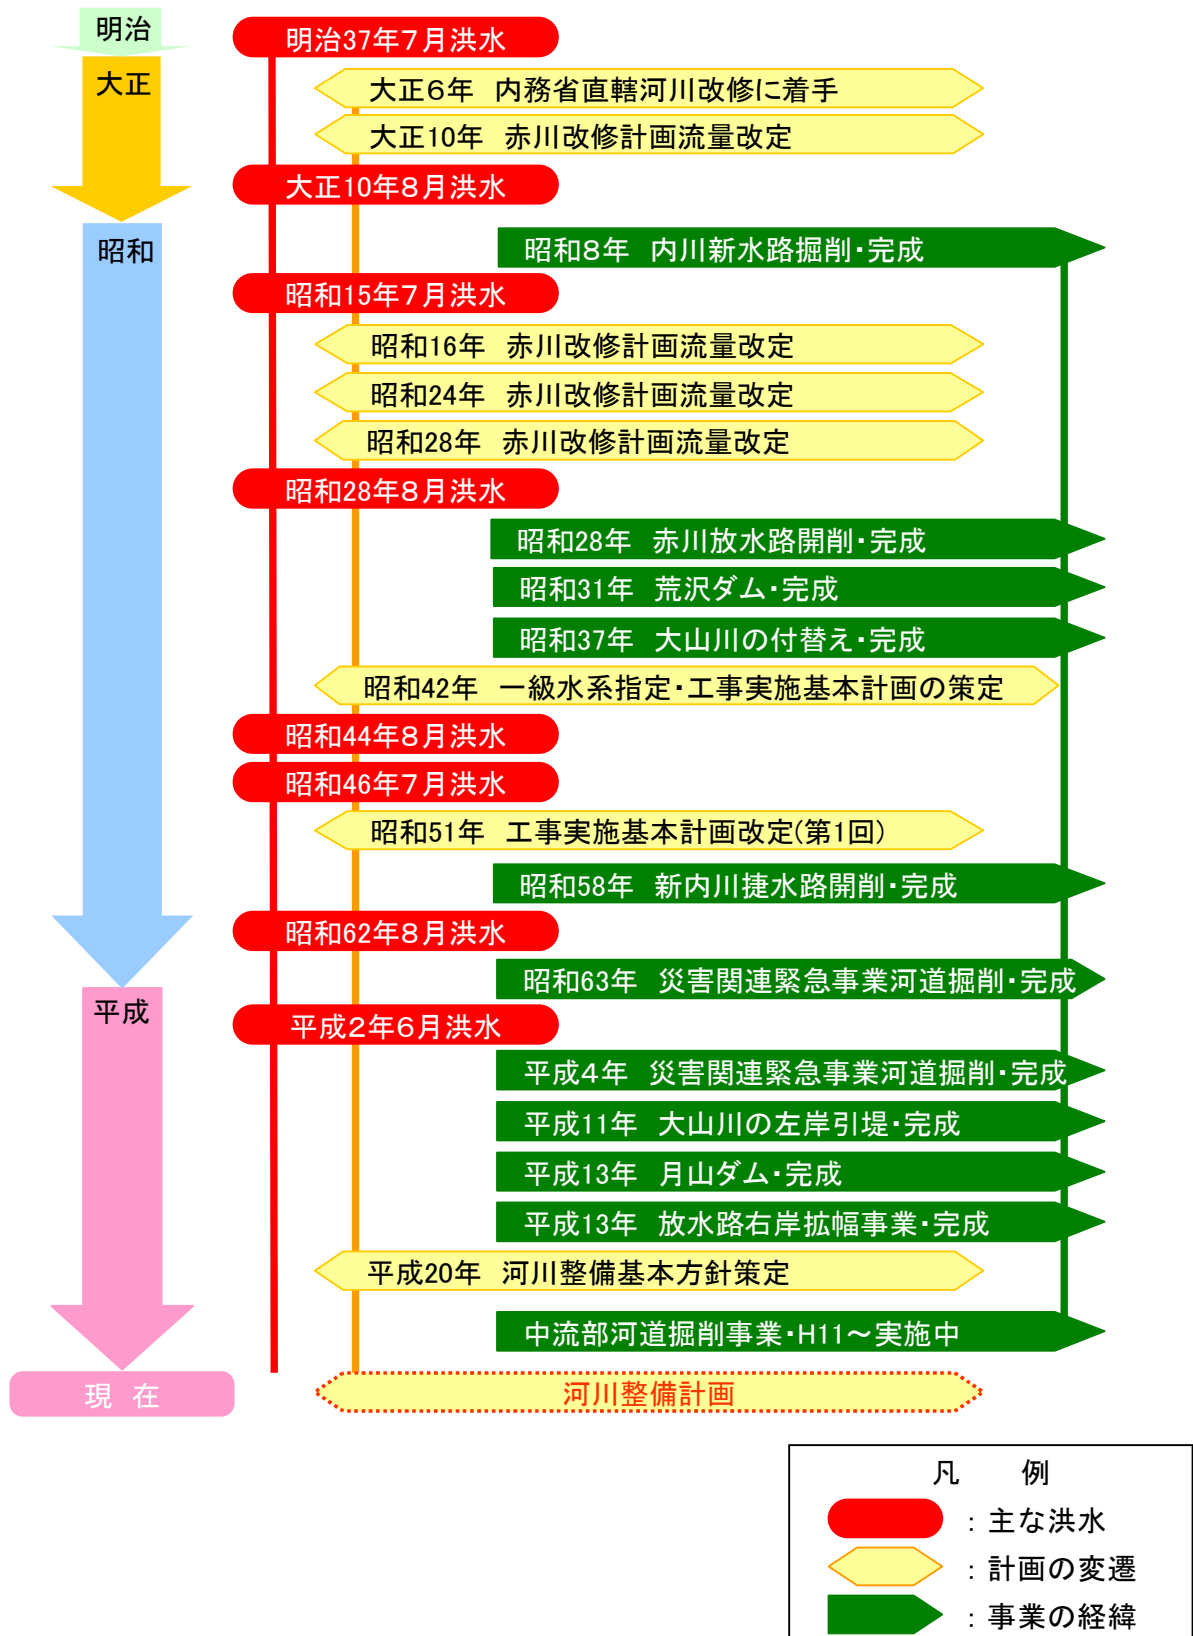 明治
明治37年7月洪水
大正
大正6年 内務省直轄河川改修に着手
大正10年 赤川改修計画流量改定
大正10年8月洪水
昭和
昭和8年 内川新水路掘削・完成
昭和15年7月洪水
昭和16年 赤川改修計画流量改定
昭和24年 赤川改修計画流量改定
昭和28年 赤川改修計画流量改定
昭和28年8月洪水
昭和28年 赤川放水路開削・完成
昭和31年 荒沢ダム・完成
昭和37年 大山川の付替え・完成
昭和42年 一級水系指定・工事実施基本計画の策定
昭和44年8月洪水
昭和46年7月洪水
昭和51年 工事実施基本計画改定(第1回)
昭和58年 新内川捷水路開削・完成
昭和62年8月洪水
昭和63年 災害関連緊急事業河道掘削・完成
平成
平成2年6月洪水
平成4年 災害関連緊急事業河道掘削・完成
平成11年 大山川の左岸引堤・完成
平成13年 月山ダム・完成
平成13年 放水路右岸拡幅事業・完成
平成20年 河川整備基本方針策定
中流部河道掘削事業・H11～実施中
現 在
河川整備計画
凡 例
：主な洪水
：計画の変遷
：事業の経緯